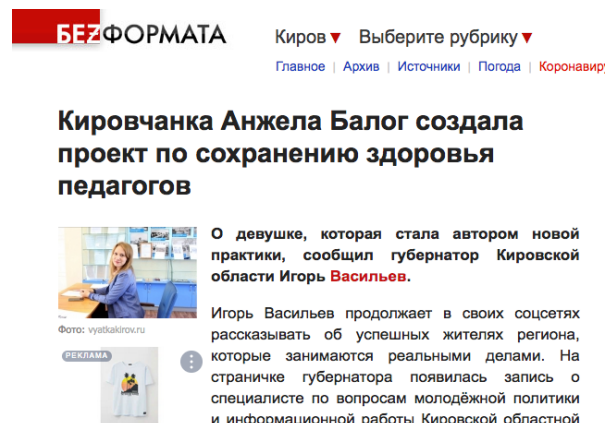 БЕZФОРМАТА
Киров▼ Выберите рубрику▼
Главное | Архив | Источники | Погода |
Кировчанка Анжела Балог создала
проект по сохранению здоровья
педагогов
О девушке, которая стала автором новой
практики, сообщил губернатор Кировской
области Игорь Васильев.
Фото: vyatkakirov.ru
РЕКЛАМА
Игорь Васильев продолжает в своих соцсетях
рассказывать об успешных жителях региона,
которые занимаются реальными делами. На
страничке губернатора появилась запись о
специалисте по вопросам молодёжной политики
и информационной работы Кировской областной